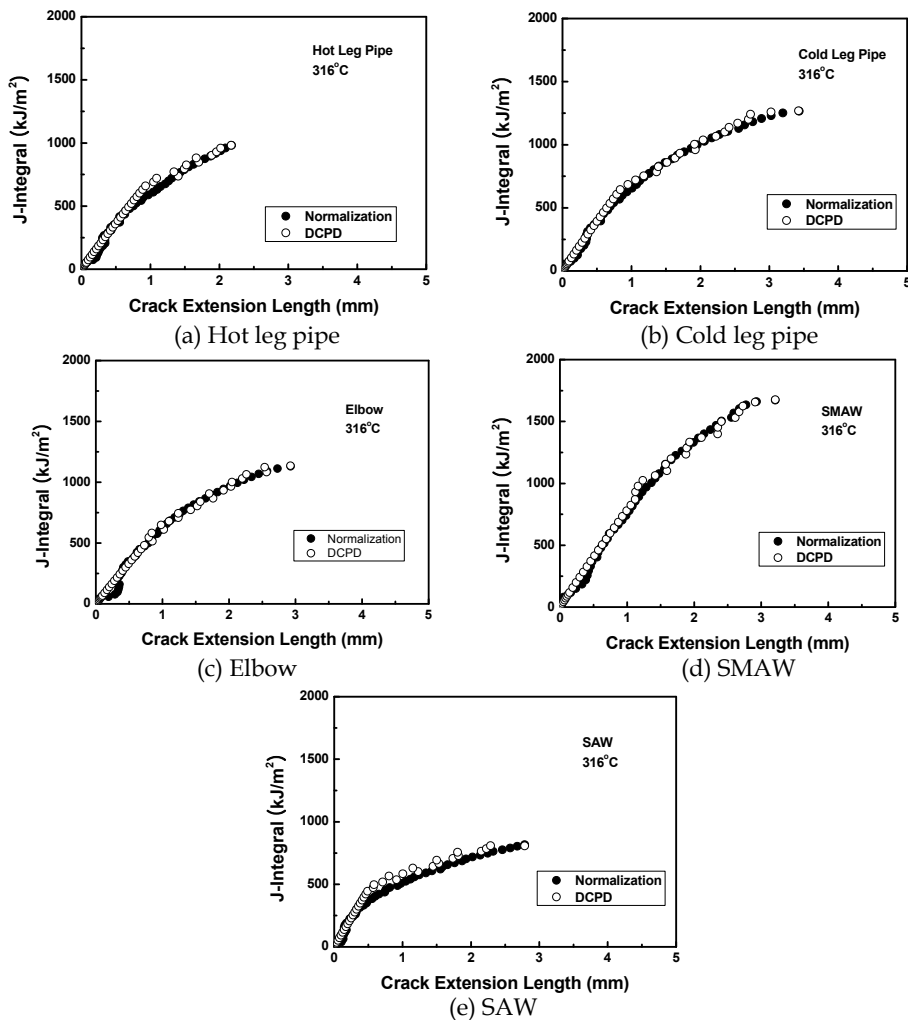 2000
1500
1000
500
0
J-Integral (kJ/m²)
Hot Leg Pipe
316°C
Normalization
DCPD
0 1 2 3 4 5
Crack Extension Length (mm)
(a) Hot leg pipe
2000
1500
1000
500
0
J-Integral (kJ/m²)
Cold Leg Pipe
316°C
Normalization
DCPD
0 1 2 3 4 5
Crack Extension Length (mm)
(b) Cold leg pipe
2000
1500
1000
500
0
J-Integral (kJ/m²)
Elbow
316°C
Normalization
DCPD
0 1 2 3 4 5
Crack Extension Length (mm)
(c) Elbow
2000
1500
1000
500
0
J-Integral (kJ/m²)
SMAW
316°C
Normalization
DCPD
0 1 2 3 4 5
Crack Extension Length (mm)
(d) SMAW
2000
1500
1000
500
0
J-Integral (kJ/m²)
SAW
316°C
Normalization
DCPD
0 1 2 3 4 5
Crack Extension Length (mm)
(e) SAW